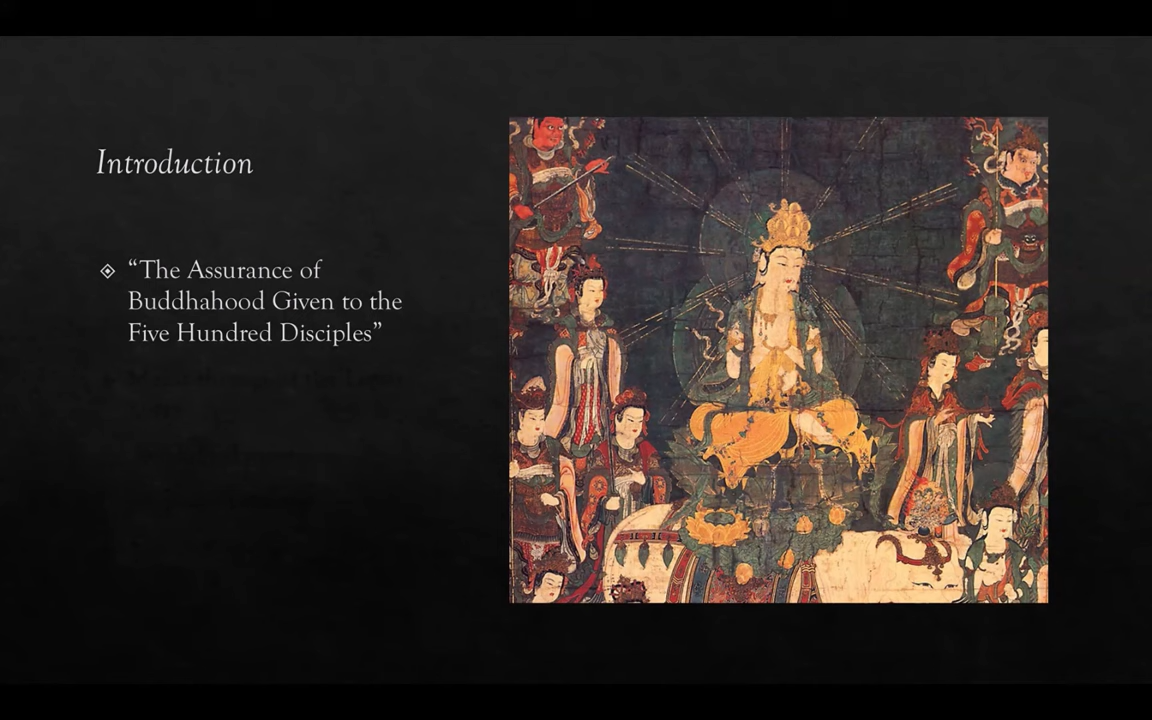 Introduction
“The Assurance of
Buddhahood Given to the
Five Hundred Disciples”